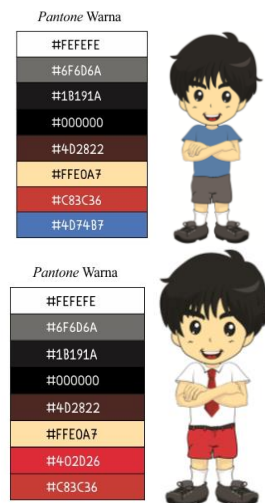 Pantone Warna
#FEFEFE
#6F6D6A
#1B191A
#000000
#4D2822
#FFE0A7
#C83C36
#4D74B7
Pantone Warna
#FEFEFE
#6F6D6A
#1B191A
#000000
#4D2822
#FFE0A7
#402D26
#C83C36